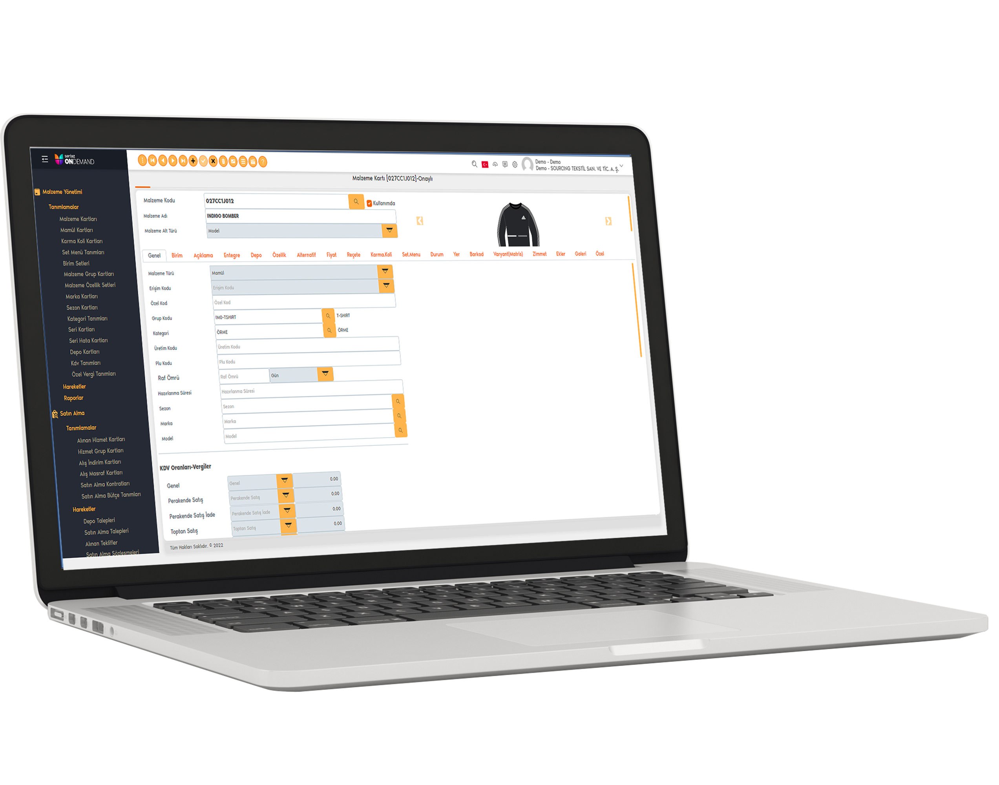 sentez
ONDEMAND
Demo - Demo
Demo - SOURCING TEKSTİL SAN. VE TİC. A. Ş.
Malzeme Kartı [027CC1J012]-Onaylı
Malzeme Yönetimi
Tanımlamalar
Malzeme Kartları
Mamül Kartları
Karma Koli Kartları
Set Menü Tanımları
Birim Setleri
Malzeme Grup Kartları
Malzeme Özellik Setleri
Marka Kartları
Sezon Kartları
Kategori Tanımları
Seri Kartları
Seri Hata Kartları
Depo Kartları
Kdv Tanımları
Özel Vergi Tanımları
Hareketler
Raporlar
Satın Alma
Tanımlamalar
Alınan Hizmet Kartları
Hizmet Grup Kartları
Alış İndirim Kartları
Alış Masraf Kartları
Satın Alma Kontratları
Satın Alma Bütçe Tanımları
Hareketler
Depo Talepleri
Satın Alma Talepleri
Alınan Teklifler
Satın Alma Sözleşmeleri
Malzeme Kodu 027CC1J012 Kullanımda
Malzeme Adı INDIGO BOMBER
Malzeme Alt Türü Model
Genel Birim Açıklama Entegre Depo Özellik Alternatif Fiyat Reçete Karma.Koli Set.Menu Durum Yer Barkod Varyant(Matris) Zimmet Ekler Galeri Özel
Malzeme Türü Mamül
Erişim Kodu Erişim Kodu
Özel Kod Özel Kod
Grup Kodu IM0-TSHIRT T-SHIRT
Kategori ÖRME ÖRME
Üretim Kodu Üretim Kodu
Plu Kodu Plu Kodu
Raf Ömrü Raf Ömrü Gün
Hazırlanma Süresi Hazırlanma Süresi
Sezon Sezon
Marka Marka
Model Model
KDV Oranları-Vergiler
Genel Genel 0.00
Perakende Satış Perakende Satış 0.00
Perakende Satış İade Perakende Satış İade 0.00
Toptan Satış Toptan Satış 0.00
Tüm Hakları Saklıdır. © 2022